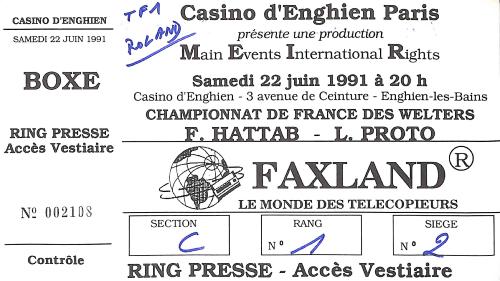 CASINO D'ENGHIEN
SAMEDI 22 JUIN 1991
BOXE
RING PRESSE
Accès Vestiaire
Nº 002108
Contrôle
TF1
ROLAND
Casino d'Enghien Paris
présente une production
Main Events International Rights
Samedi 22 juin 1991 à 20 h
Casino d'Enghien - 3 avenue de Ceinture - Enghien-les-Bains
CHAMPIONNAT DE FRANCE DES WELTERS
F. HATTAB - L. PROTO
FAXLAND®
LE MONDE DES TELECOPIEURS
SECTION
C
RANG
N° 1
SIEGE
N° 2
RING PRESSE - Accès Vestiaire